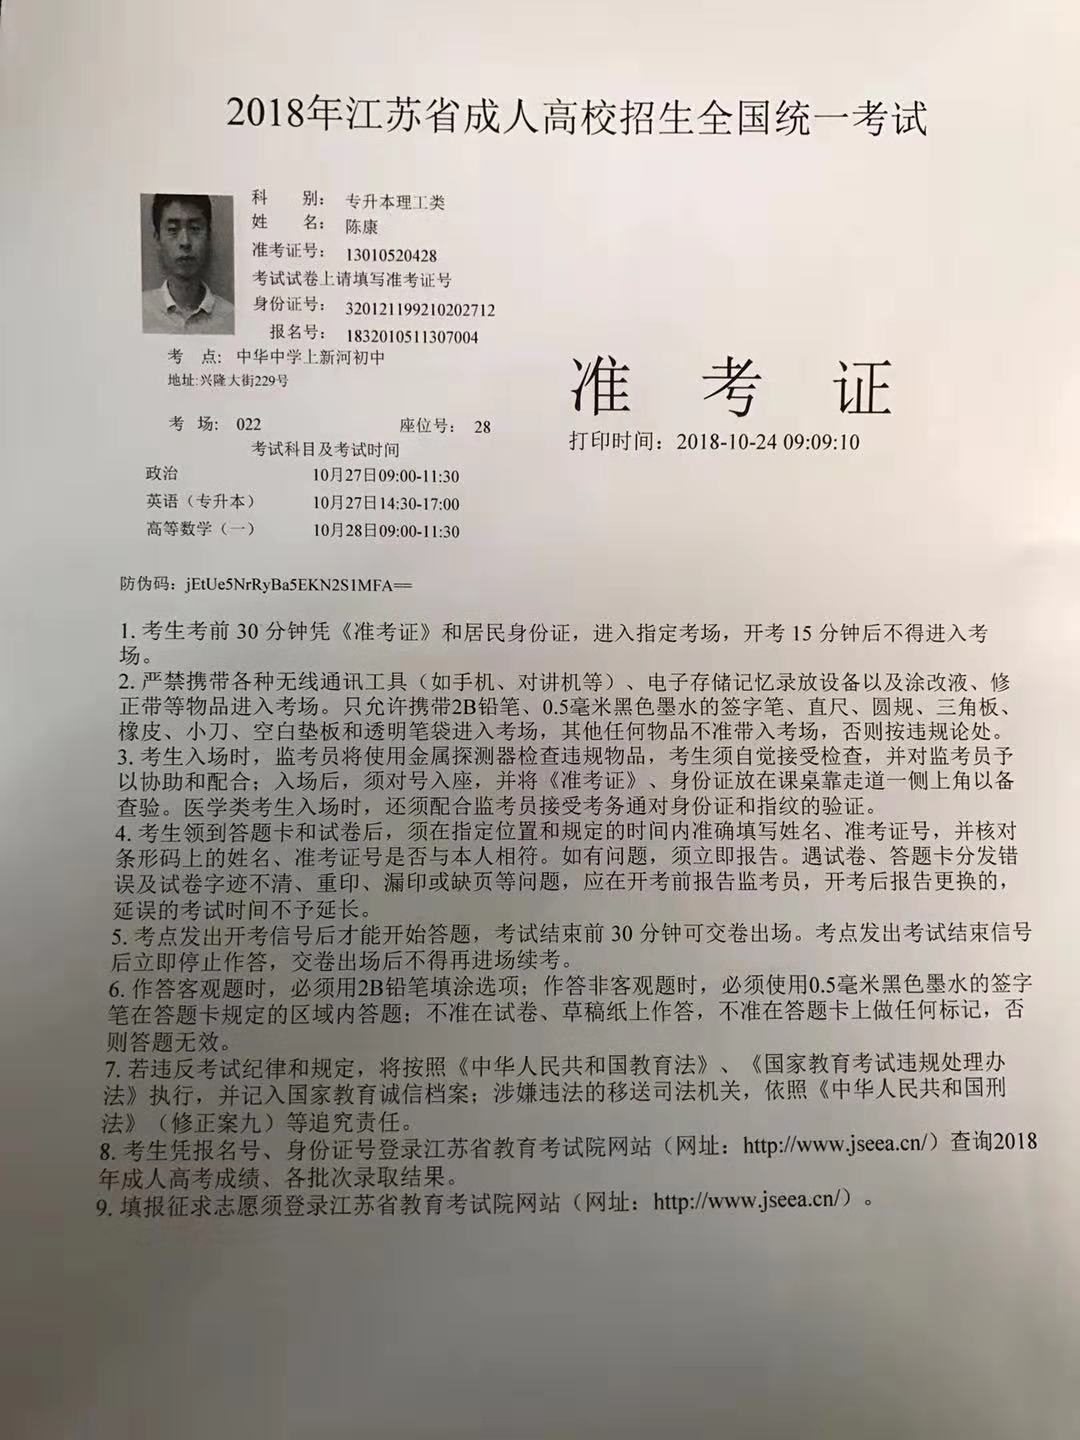 2018年江苏省成人高校招生全国统一考试
科 别： 专升本理工类
姓 名： 陈康
准考证号： 13010520428
考试试卷上请填写准考证号
身份证号： 320121199210202712
报名号： 1832010511307004
考 点： 中华中学上新河初中
地址:兴隆大街229号
准 考 证
考 场: 022 座位号： 28
打印时间：2018-10-24 09:09:10
考试科目及考试时间
政治 10月27日09:00-11:30
英语（专升本） 10月27日14:30-17:00
高等数学（一） 10月28日09:00-11:30
防伪码：jEtUe5NrRyBa5EKN2S1MFA==
1. 考生考前 30 分钟凭《准考证》和居民身份证，进入指定考场，开考 15 分钟后不得进入考
场。
2. 严禁携带各种无线通讯工具（如手机、对讲机等）、电子存储记忆录放设备以及涂改液、修
正带等物品进入考场。只允许携带2B铅笔、0.5毫米黑色墨水的签字笔、直尺、圆规、三角板、
橡皮、小刀、空白垫板和透明笔袋进入考场，其他任何物品不准带入考场，否则按违规论处。
3. 考生入场时，监考员将使用金属探测器检查违规物品，考生须自觉接受检查，并对监考员予
以协助和配合；入场后，须对号入座，并将《准考证》、身份证放在课桌靠走道一侧上角以备
查验。医学类考生入场时，还须配合监考员接受考务通对身份证和指纹的验证。
4. 考生领到答题卡和试卷后，须在指定位置和规定的时间内准确填写姓名、准考证号，并核对
条形码上的姓名、准考证号是否与本人相符。如有问题，须立即报告。遇试卷、答题卡分发错
误及试卷字迹不清、重印、漏印或缺页等问题，应在开考前报告监考员，开考后报告更换的，
延误的考试时间不予延长。
5. 考点发出开考信号后才能开始答题，考试结束前 30 分钟可交卷出场。考点发出考试结束信号
后立即停止作答，交卷出场后不得再进场续考。
6. 作答客观题时，必须用2B铅笔填涂选项；作答非客观题时，必须使用0.5毫米黑色墨水的签字
笔在答题卡规定的区域内答题；不准在试卷、草稿纸上作答，不准在答题卡上做任何标记，否
则答题无效。
7. 若违反考试纪律和规定，将按照《中华人民共和国教育法》、《国家教育考试违规处理办
法》执行，并记入国家教育诚信档案；涉嫌违法的移送司法机关，依照《中华人民共和国刑
法》（修正案九）等追究责任。
8. 考生凭报名号、身份证号登录江苏省教育考试院网站（网址：http://www.jseea.cn/）查询2018
年成人高考成绩、各批次录取结果。
9. 填报征求志愿须登录江苏省教育考试院网站（网址：http://www.jseea.cn/）。